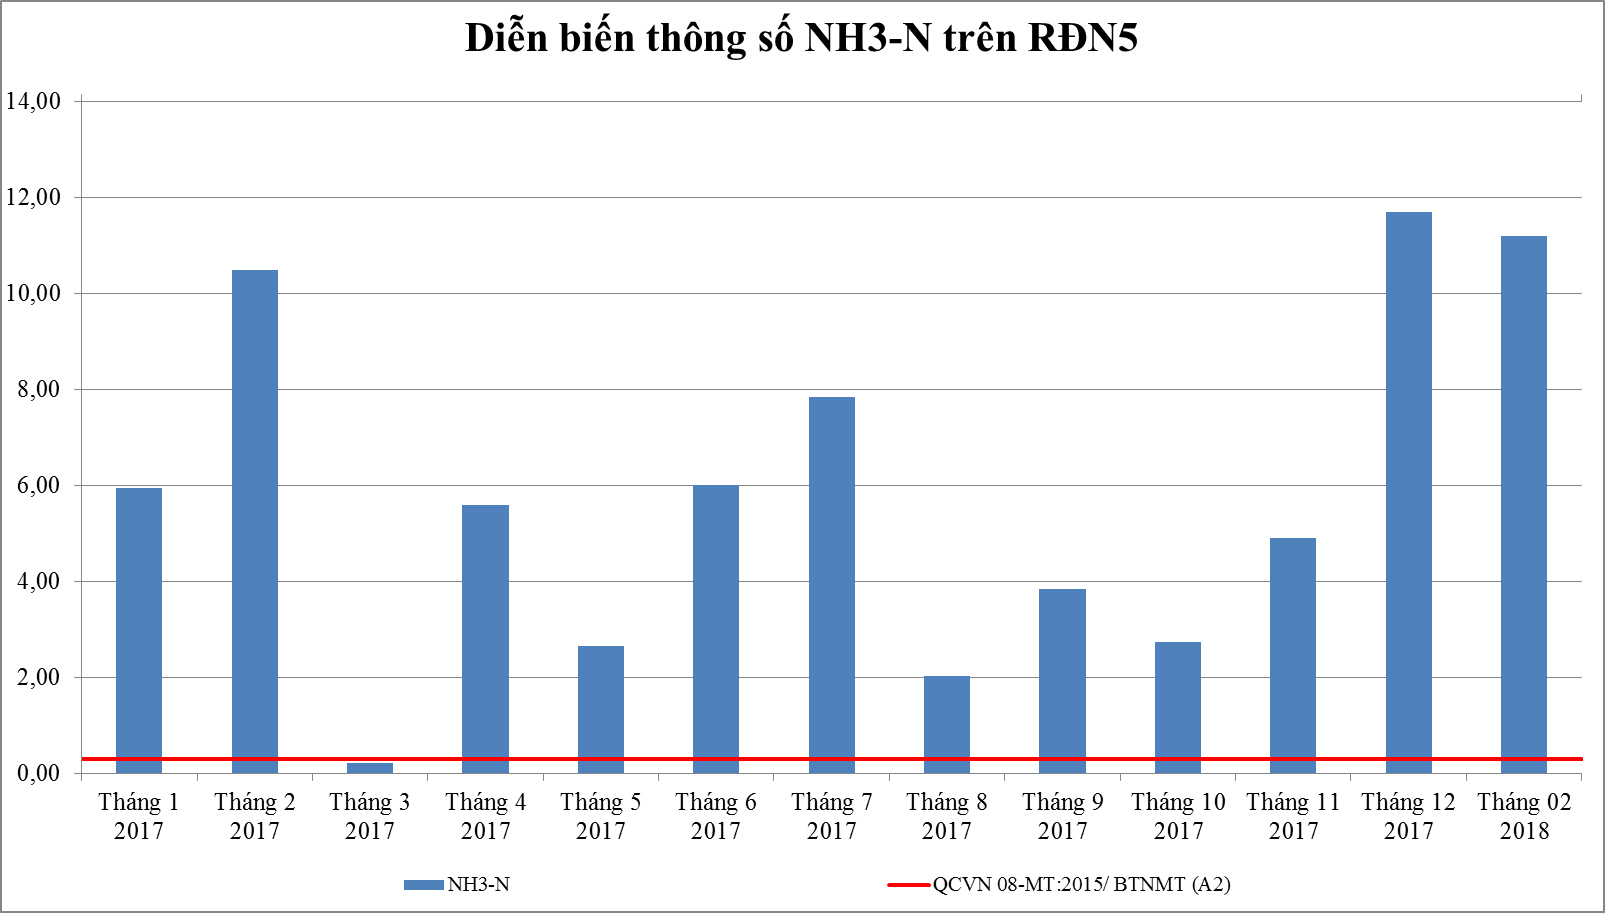 Diễn biến thông số NH3-N trên RĐN5
14,00
12,00
10,00
8,00
6,00
4,00
2,00
0,00
Tháng 1 Tháng 2 Tháng 3 Tháng 4 Tháng 5 Tháng 6 Tháng 7 Tháng 8 Tháng 9 Tháng 10 Tháng 11 Tháng 12 Tháng 02
2017 2017 2017 2017 2017 2017 2017 2017 2017 2017 2017 2017 2018
NH3-N QCVN 08-MT:2015/ BTNMT (A2)